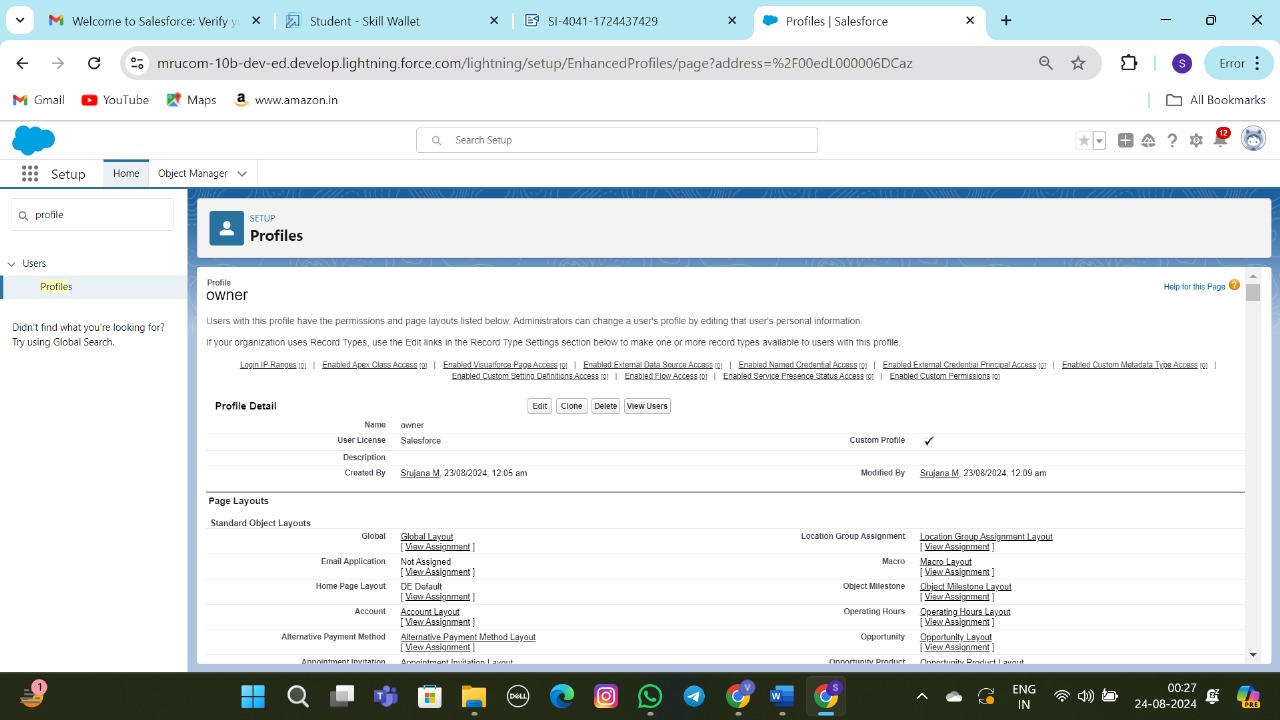 Welcome to Salesforce: Verify yo
Student - Skill Wallet
SI-4041-1724437429
Profiles | Salesforce
mrucom-10b-dev-ed.develop.lightning.force.com/lightning/setup/EnhancedProfiles/page?address=%2F00edL000006DCaz
S
Error
Gmail
YouTube
Maps
www.amazon.in
All Bookmarks
Search Setup
12
Setup
Home
Object Manager
profile
Users
Profiles
Didn't find what you're looking for?
Try using Global Search.
SETUP
Profiles
Profile
owner
Help for this Page
Users with this profile have the permissions and page layouts listed below. Administrators can change a user's profile by editing that user's personal information.
If your organization uses Record Types, use the Edit links in the Record Type Settings section below to make one or more record types available to users with this profile.
Login IP Ranges [0] | Enabled Apex Class Access [0] | Enabled Visualforce Page Access [0] | Enabled External Data Source Access [0] | Enabled Named Credential Access [0] | Enabled External Credential Principal Access [0] | Enabled Custom Metadata Type Access [0] |
Enabled Custom Setting Definitions Access [0] | Enabled Flow Access [0] | Enabled Service Presence Status Access [0] | Enabled Custom Permissions [0]
Profile Detail Edit Clone Delete View Users
Name owner
User License Salesforce Custom Profile ✓
Description
Created By Srujana M, 23/08/2024, 12:05 am Modified By Srujana M, 23/08/2024, 12:09 am
Page Layouts
Standard Object Layouts
Global Global Layout Location Group Assignment Location Group Assignment Layout
[ View Assignment ] [ View Assignment ]
Email Application Not Assigned Macro Macro Layout
[ View Assignment ] [ View Assignment ]
Home Page Layout DE Default Object Milestone Object Milestone Layout
[ View Assignment ] [ View Assignment ]
Account Account Layout Operating Hours Operating Hours Layout
[ View Assignment ] [ View Assignment ]
Alternative Payment Method Alternative Payment Method Layout Opportunity Opportunity Layout
[ View Assignment ] [ View Assignment ]
Appointment Invitation Appointment Invitation Layout Opportunity Product Opportunity Product Layout
1
DELL
V
S
ENG
IN
00:27
24-08-2024
PRE